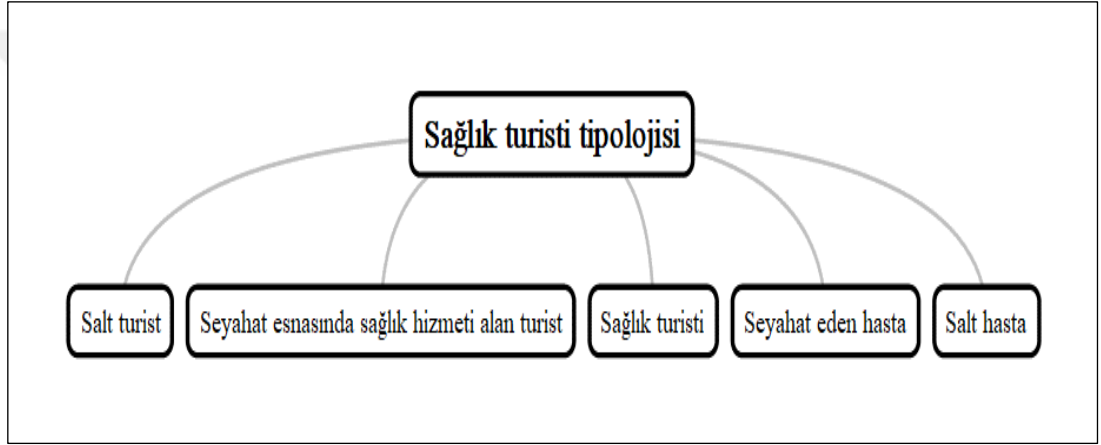 Sağlık turisti tipolojisi
Salt turist
Seyahat esnasında sağlık hizmeti alan turist
Sağlık turisti
Seyahat eden hasta
Salt hasta